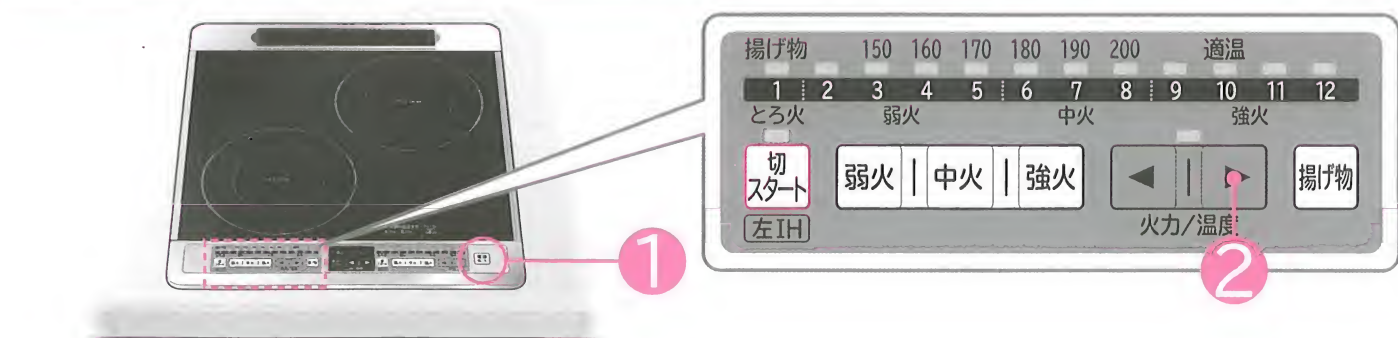 揚げ物 150 160 170 180 190 200 適温
1 2 3 4 5 6 7 8 9 10 11 12
とろ火 弱火 中火 強火
切
スタート
弱火 中火 強火
◀ ▶
揚げ物
左IH
火力/温度
1
2